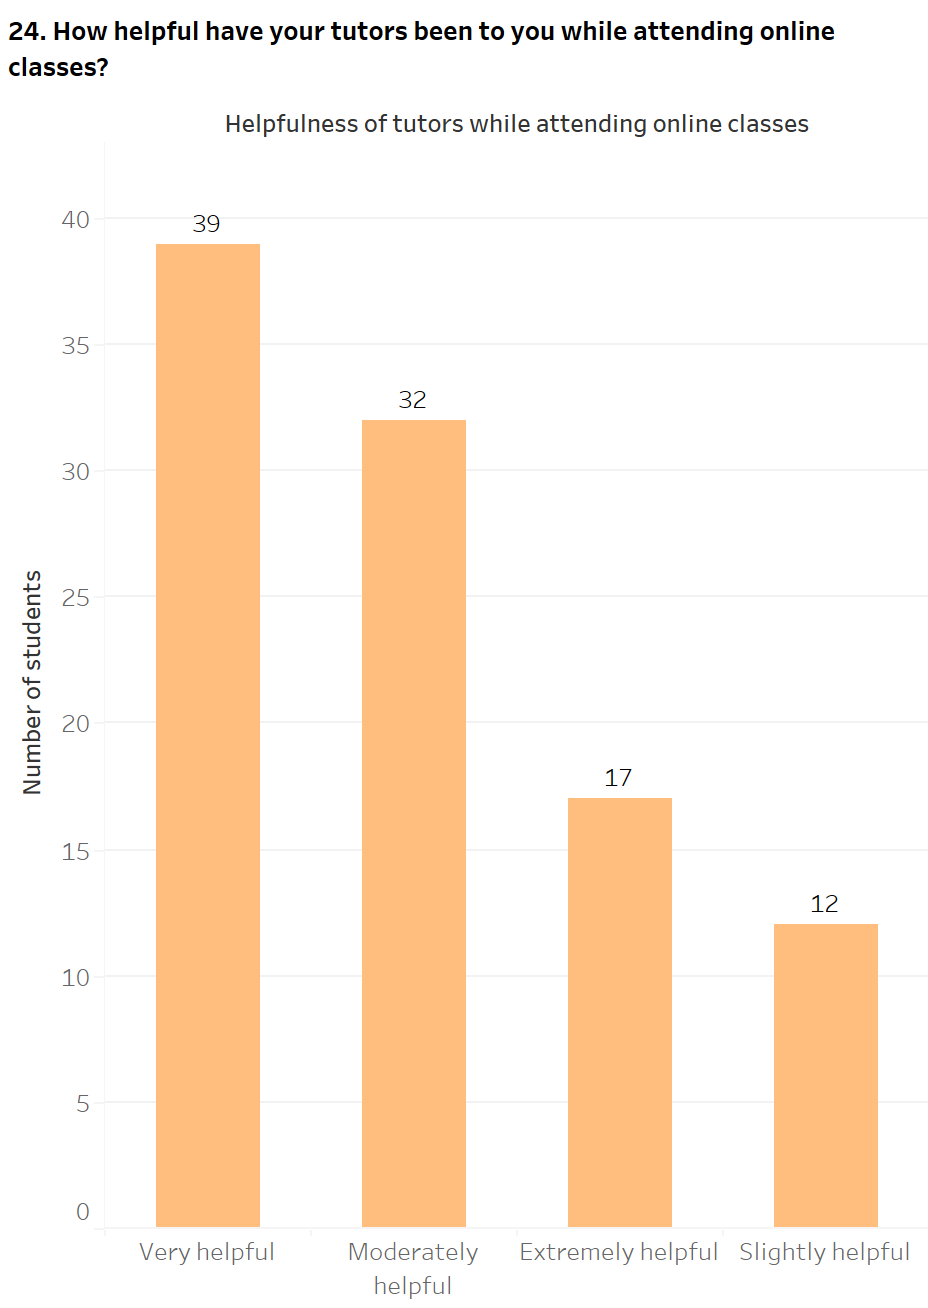 24. How helpful have your tutors been to you while attending online
classes?
Helpfulness of tutors while attending online classes
Number of students
40
35
30
25
20
15
10
5
0
39
32
17
12
Very helpful
Moderately
helpful
Extremely helpful
Slightly helpful